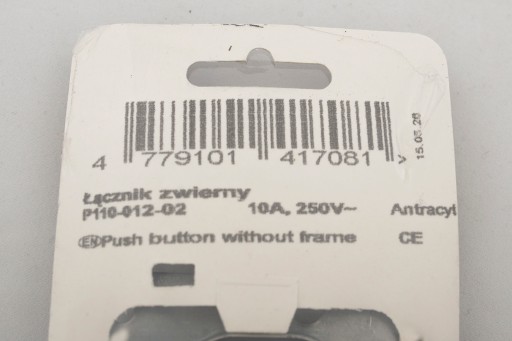 4 779101 417081 >
15.05.20
Łącznik zwierny
P110-012-02 10A, 250V~ Antracyt
EN Push button without frame CE